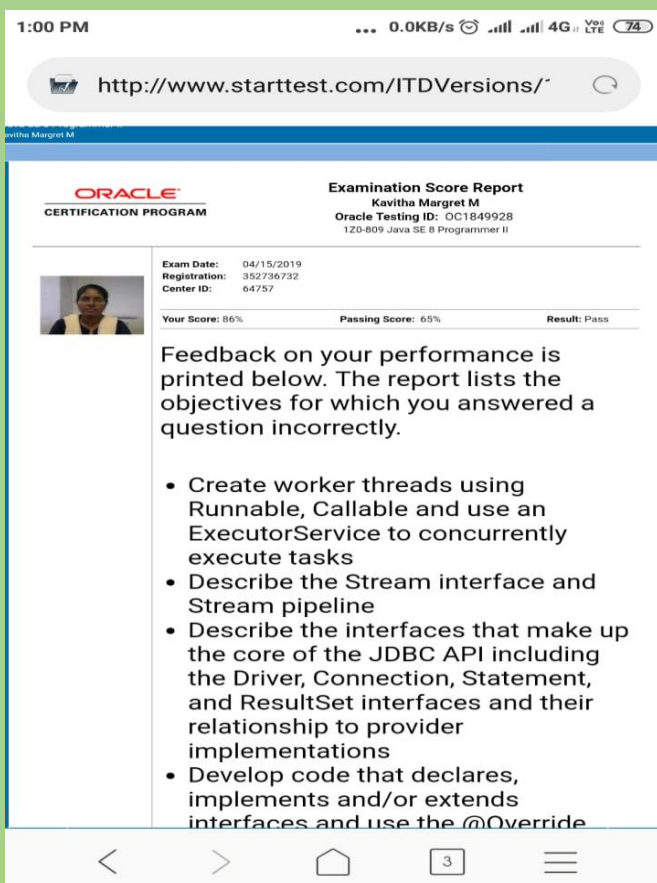 1:00 PM
... 0.0KB/s 4G VoLTE 74
http://www.starttest.com/ITDVersions/1
avitha Margret M
ORACLE
CERTIFICATION PROGRAM
Examination Score Report
Kavitha Margret M
Oracle Testing ID: OC1849928
1Z0-809 Java SE 8 Programmer II
Exam Date: 04/15/2019
Registration: 352736732
Center ID: 64757
Your Score: 86% Passing Score: 65% Result: Pass
Feedback on your performance is
printed below. The report lists the
objectives for which you answered a
question incorrectly.
• Create worker threads using
Runnable, Callable and use an
ExecutorService to concurrently
execute tasks
• Describe the Stream interface and
Stream pipeline
• Describe the interfaces that make up
the core of the JDBC API including
the Driver, Connection, Statement,
and ResultSet interfaces and their
relationship to provider
implementations
• Develop code that declares,
implements and/or extends
interfaces and use the @Override
3